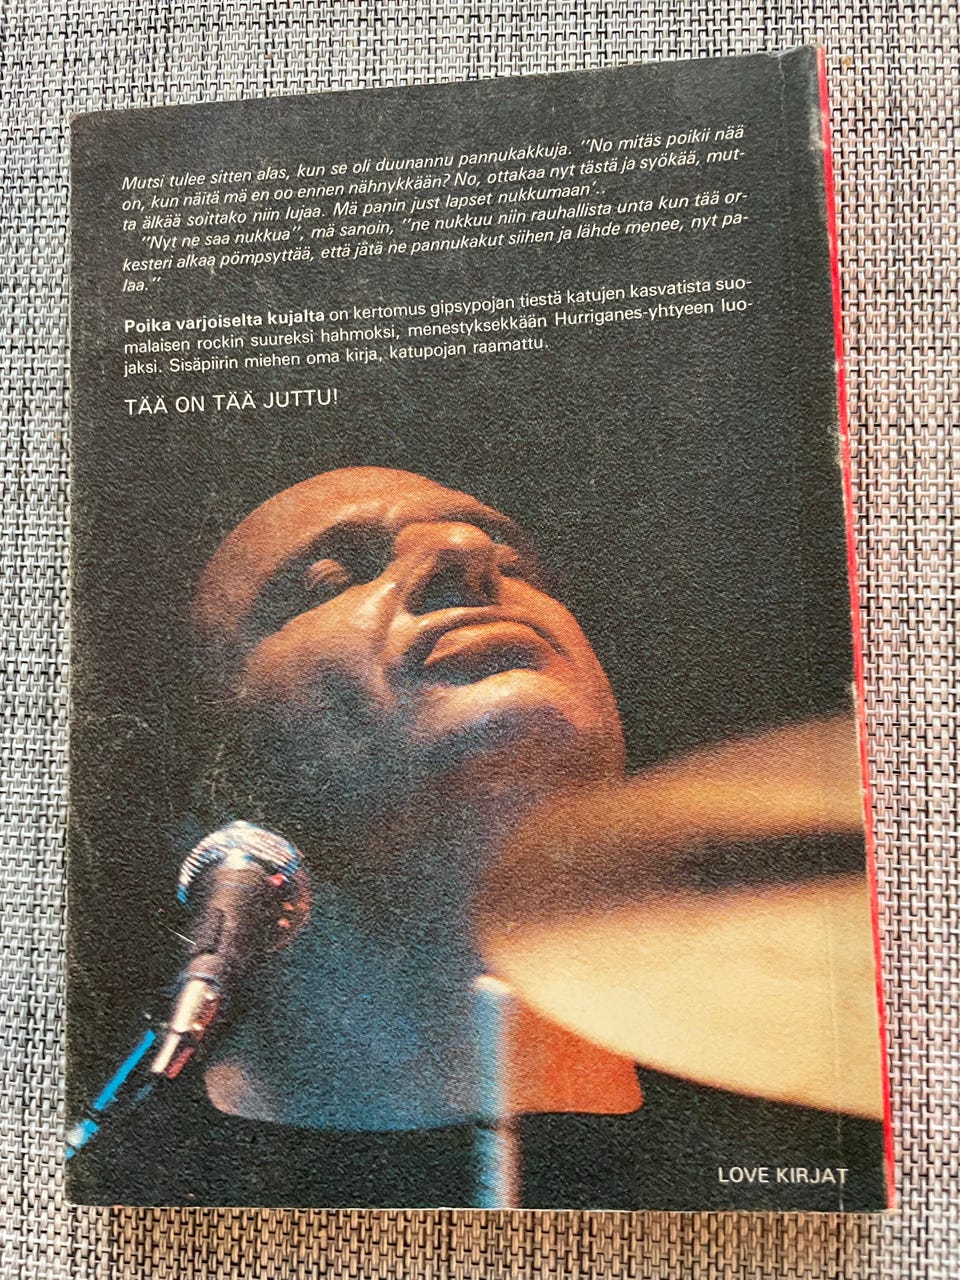 Mutsi tulee sitten alas, kun se oli duunannu pannukakkuja. "No mitäs poikii nää
on, kun näitä mä en oo ennen nähnykkään? No, ottakaa nyt tästä ja syökää, mut-
ta älkää soittako niin lujaa. Mä panin just lapset nukkumaan'..
"Nyt ne saa nukkua", mä sanoin, "ne nukkuu niin rauhallista unta kun tää or-
kesteri alkaa pömpsyttää, että jätä ne pannukakut siihen ja lähde menee, nyt pa-
laa."
Poika varjoiselta kujalta on kertomus gipsypojan tiestä katujen kasvatista suo-
malaisen rockin suureksi hahmoksi, menestyksekkään Hurriganes-yhtyeen luo-
jaksi. Sisäpiirin miehen oma kirja, katupojan raamattu.
TÄÄ ON TÄÄ JUTTU!
LOVE KIRJAT